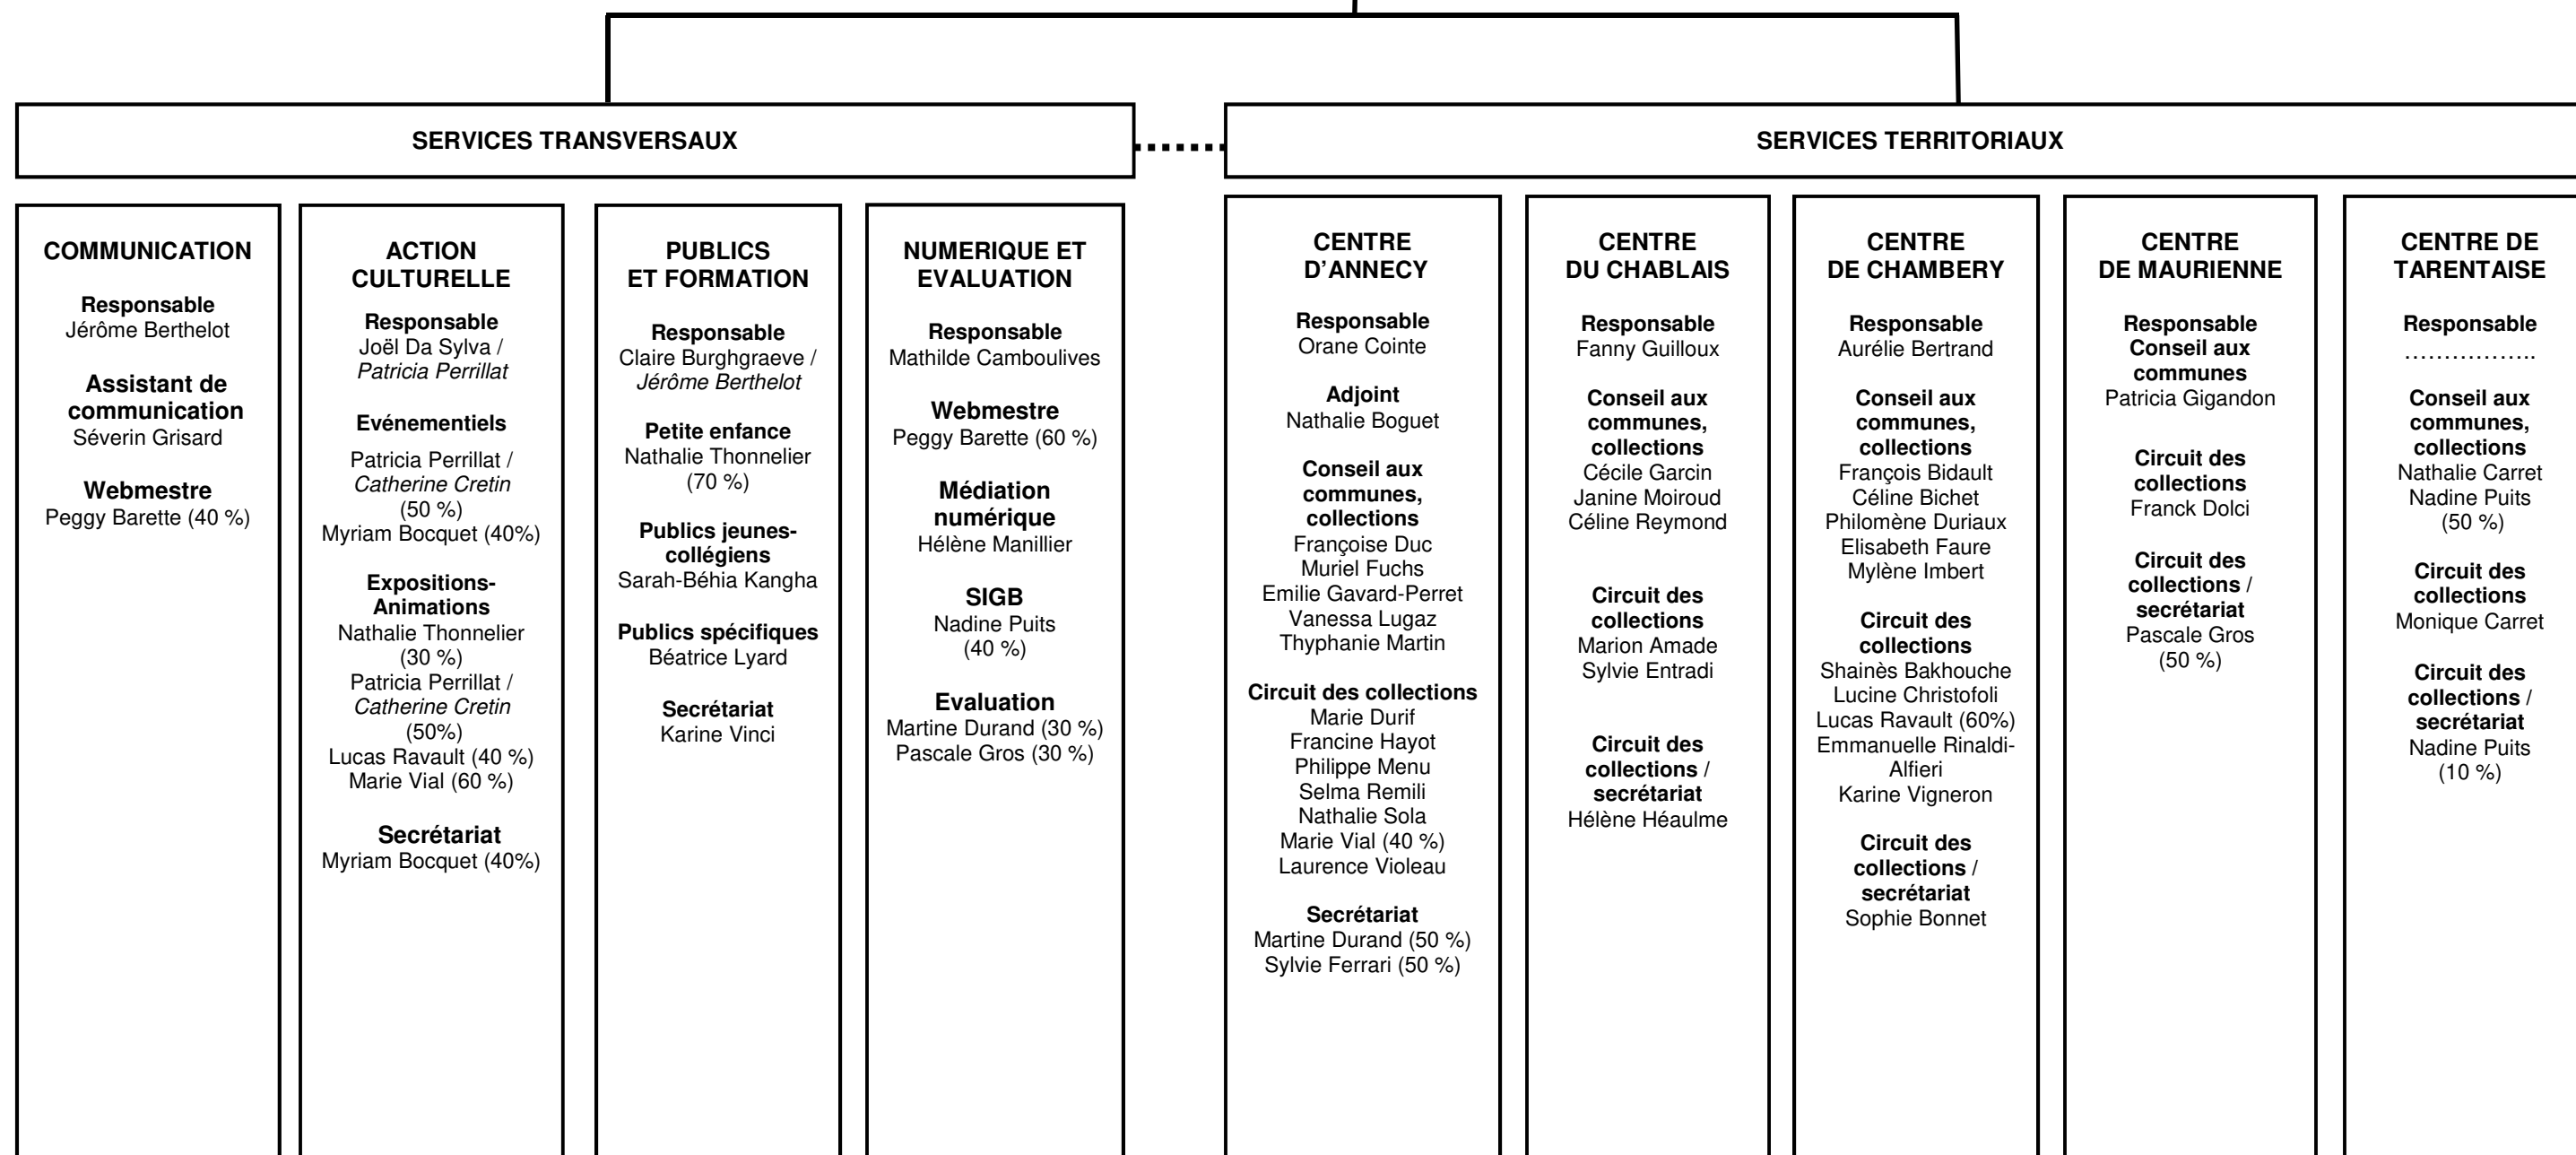 SERVICES TRANSVERSAUX
SERVICES TERRITORIAUX
COMMUNICATION
Responsable
Jérôme Berthelot
Assistant de
communication
Séverin Grisard
Webmestre
Peggy Barette (40 %)
ACTION
CULTURELLE
Responsable
Joël Da Sylva /
Patricia Perrillat
Evénementiels
Patricia Perrillat /
Catherine Cretin
(50 %)
Myriam Bocquet (40%)
Expositions-
Animations
Nathalie Thonnelier
(30 %)
Patricia Perrillat /
Catherine Cretin
(50%)
Lucas Ravault (40 %)
Marie Vial (60 %)
Secrétariat
Myriam Bocquet (40%)
PUBLICS
ET FORMATION
Responsable
Claire Burghgraeve /
Jérôme Berthelot
Petite enfance
Nathalie Thonnelier
(70 %)
Publics jeunes-
collégiens
Sarah-Béhia Kangha
Publics spécifiques
Béatrice Lyard
Secrétariat
Karine Vinci
NUMERIQUE ET
EVALUATION
Responsable
Mathilde Camboulives
Webmestre
Peggy Barette (60 %)
Médiation
numérique
Hélène Manillier
SIGB
Nadine Puits
(40 %)
Evaluation
Martine Durand (30 %)
Pascale Gros (30 %)
CENTRE
D'ANNECY
Responsable
Orane Cointe
Adjoint
Nathalie Boguet
Conseil aux
communes,
collections
Françoise Duc
Muriel Fuchs
Emilie Gavard-Perret
Vanessa Lugaz
Thyphanie Martin
Circuit des collections
Marie Durif
Francine Hayot
Philippe Menu
Selma Remili
Nathalie Sola
Marie Vial (40 %)
Laurence Violeau
Secrétariat
Martine Durand (50 %)
Sylvie Ferrari (50 %)
CENTRE
DU CHABLAIS
Responsable
Fanny Guilloux
Conseil aux
communes,
collections
Cécile Garcin
Janine Moiroud
Céline Reymond
Circuit des
collections
Marion Amade
Sylvie Entradi
Circuit des
collections /
secrétariat
Hélène Héaulme
CENTRE
DE CHAMBERY
Responsable
Aurélie Bertrand
Conseil aux
communes,
collections
François Bidault
Céline Bichet
Philomène Duriaux
Elisabeth Faure
Mylène Imbert
Circuit des
collections
Shainès Bakhouche
Lucine Christofoli
Lucas Ravault (60%)
Emmanuelle Rinaldi-
Alfieri
Karine Vigneron
Circuit des
collections /
secrétariat
Sophie Bonnet
CENTRE
DE MAURIENNE
Responsable
Conseil aux
communes
Patricia Gigandon
Circuit des
collections
Franck Dolci
Circuit des
collections /
secrétariat
Pascale Gros
(50 %)
CENTRE DE
TARENTAISE
Responsable
……………..
Conseil aux
communes,
collections
Nathalie Carret
Nadine Puits
(50 %)
Circuit des
collections
Monique Carret
Circuit des
collections /
secrétariat
Nadine Puits
(10 %)